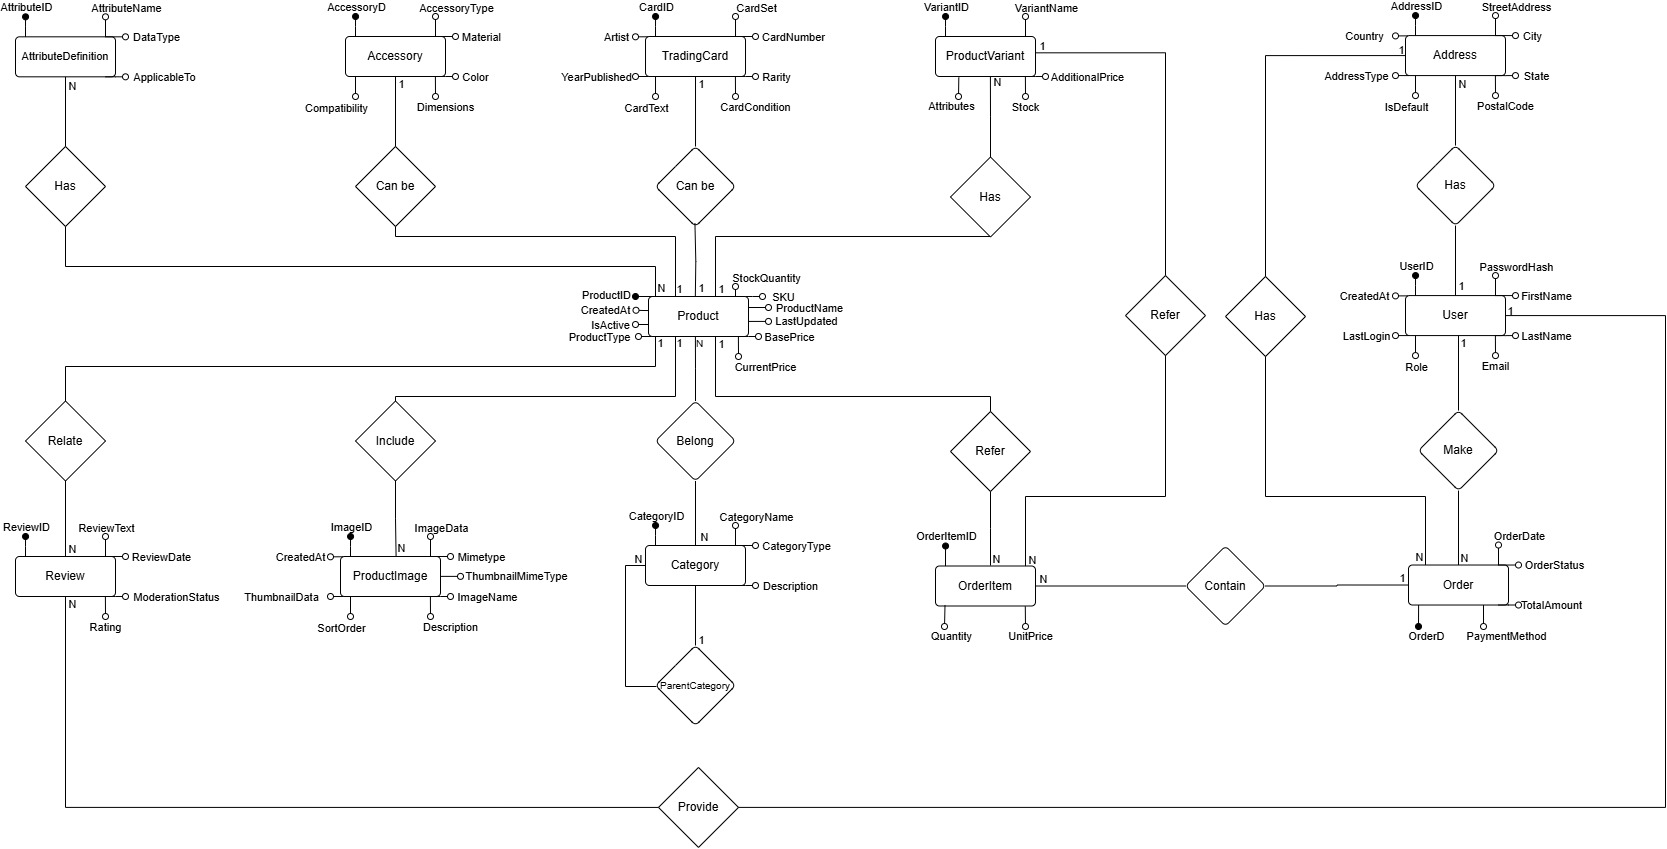 AttributeID
AttributeName
AccessoryD
AccessoryType
CardID
CardSet
VariantID
VariantName
AddressID
StreetAddress
AttributeDefinition
DataType
ApplicableTo
N
Accessory
Material
Color
Compatibility
Dimensions
1
Artist
TradingCard
CardNumber
YearPublished
Rarity
CardText
CardCondition
1
ProductVariant
1
AdditionalPrice
Attributes
N
Stock
Country
Address
City
1
AddressType
State
IsDefault
PostalCode
N
Has
Can be
Can be
Has
Has
ProductID
N
1
1
1
StockQuantity
SKU
CreatedAt
Product
ProductName
IsActive
LastUpdated
ProductType
BasePrice
1
1
N
1
CurrentPrice
Refer
Has
UserID
PasswordHash
CreatedAt
1
FirstName
User
1
LastLogin
LastName
Role
1
Email
Relate
Include
Belong
Refer
Make
ReviewID
ReviewText
N
ReviewDate
Review
ModerationStatus
N
Rating
ImageID
ImageData
CreatedAt
N
Mimetype
ProductImage
ThumbnailMimeType
ThumbnailData
ImageName
SortOrder
Description
CategoryID
CategoryName
N
N
CategoryType
Category
Description
1
ParentCategory
OrderItemID
N
N
OrderItem
N
Quantity
UnitPrice
Contain
N
N
OrderDate
OrderStatus
1
Order
TotalAmount
OrderD
PaymentMethod
Provide